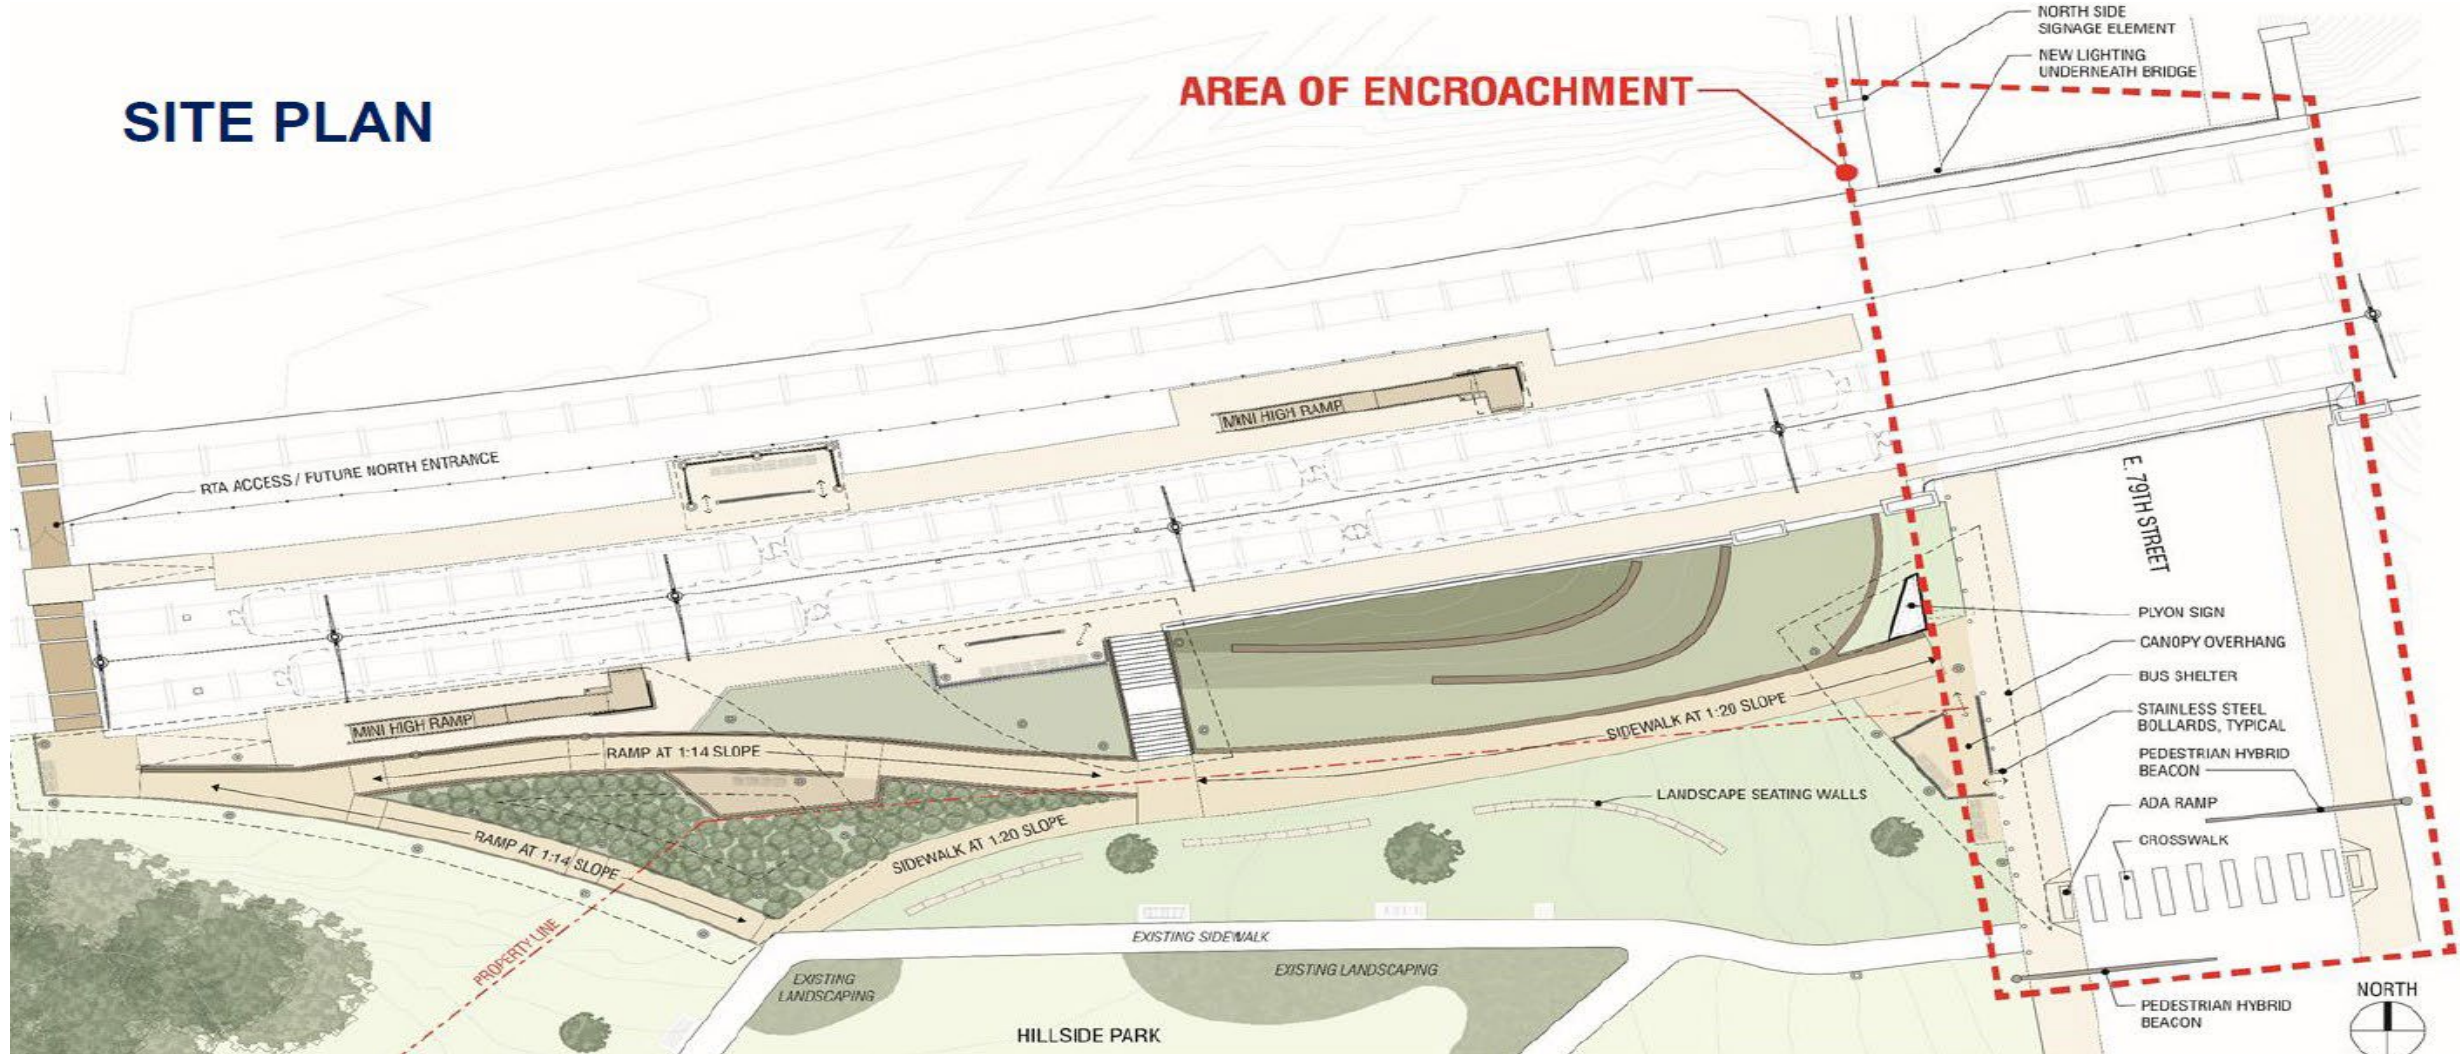 NORTH SIDE
SIGNAGE ELEMENT
NEW LIGHTING
UNDERNEATH BRIDGE
AREA OF ENCROACHMENT
SITE PLAN
MINI HIGH RAMP
RTA ACCESS / FUTURE NORTH ENTRANCE
E. 79TH STREET
PLYON SIGN
CANOPY OVERHANG
BUS SHELTER
STAINLESS STEEL
BOLLARDS, TYPICAL
PEDESTRIAN HYBRID
BEACON
ADA RAMP
CROSSWALK
MINI HIGH RAMP
RAMP AT 1:14 SLOPE
SIDEWALK AT 1:20 SLOPE
LANDSCAPE SEATING WALLS
RAMP AT 1:14 SLOPE
SIDEWALK AT 1:20 SLOPE
PROPERTY LINE
EXISTING SIDEWALK
EXISTING
LANDSCAPING
EXISTING LANDSCAPING
HILLSIDE PARK
PEDESTRIAN HYBRID
BEACON
NORTH